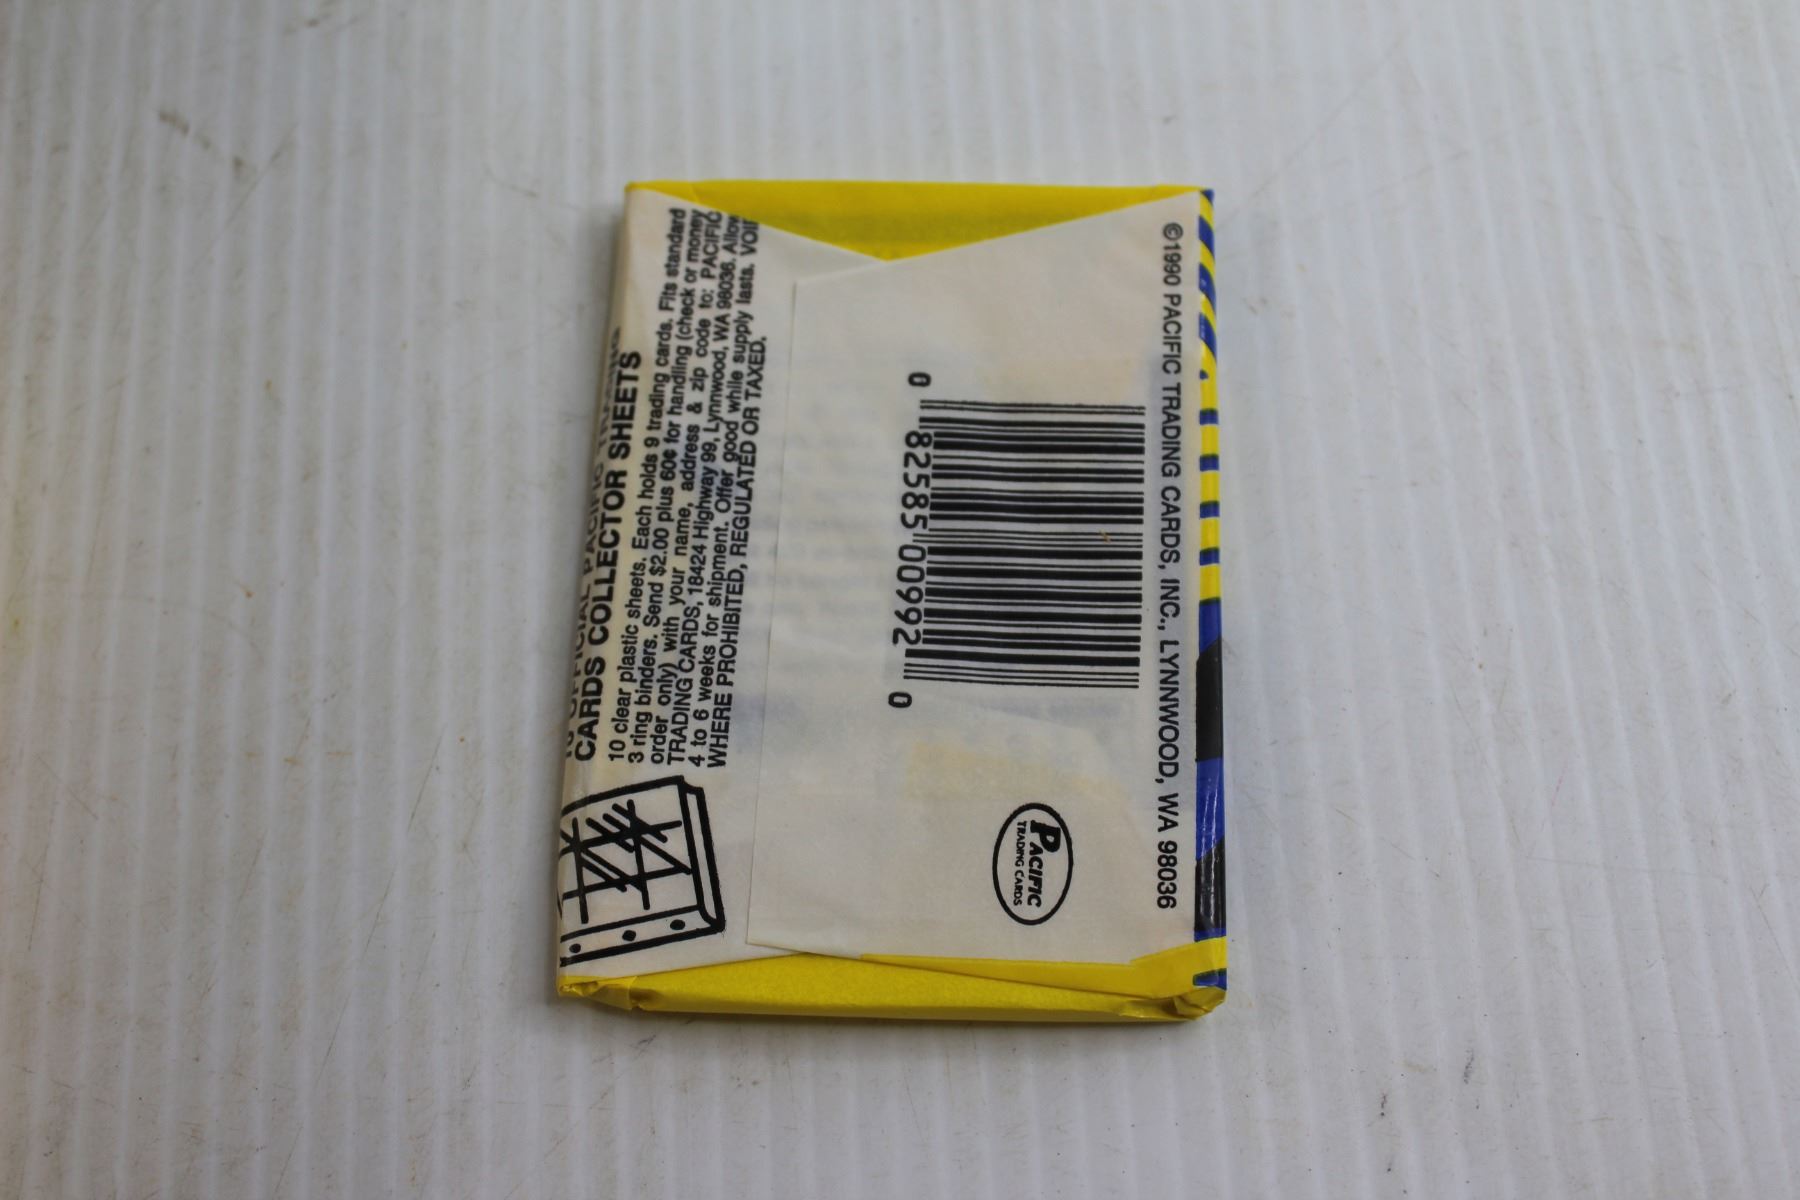 10 OFFICIAL PACIFIC TRADING
CARDS COLLECTOR SHEETS
10 clear plastic sheets. Each holds 9 trading cards. Fits standard
3 ring binders. Send $2.00 plus 60¢ for handling (check or money
order only) with your name, address & zip code to: PACIFIC
TRADING CARDS, 18424 Highway 99, Lynnwood, WA 98036. Allow
4 to 6 weeks for shipment. Offer good while supply lasts. VOID
WHERE PROHIBITED, REGULATED OR TAXED.
0 82585 00992 0
PACIFIC
TRADING CARDS
©1990 PACIFIC TRADING CARDS, INC., LYNNWOOD, WA 98036